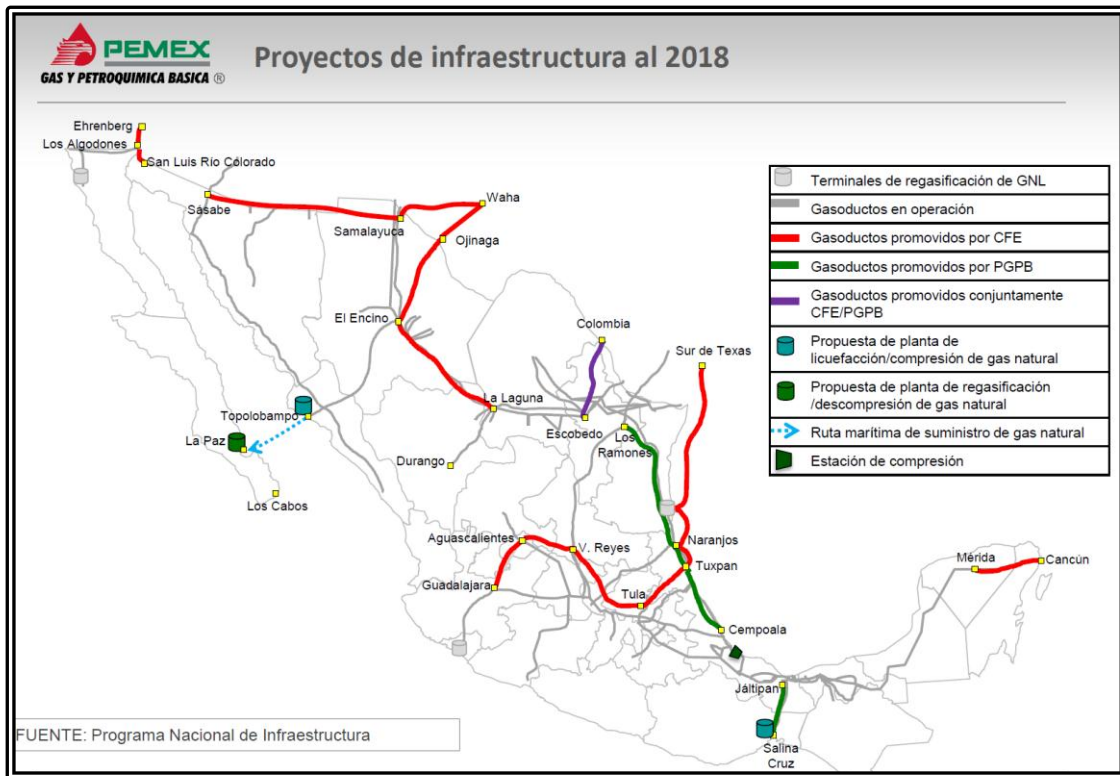 PEMEX
GAS Y PETROQUIMICA BASICA ®
Proyectos de infraestructura al 2018
Ehrenberg
Los Algodones
San Luis Río Colorado
Sásabe
Samalayuca
Waha
Ojinaga
El Encino
Colombia
Sur de Texas
La Laguna
Topolobampo
Escobedo
Los
Ramones
La Paz
Durango
Los Cabos
Aguascalientes
V. Reyes
Naranjos
Tuxpan
Guadalajara
Tula
Mérida
Cancún
Cempoala
Jáltipan
Salina
Cruz
Terminales de regasificación de GNL
Gasoductos en operación
Gasoductos promovidos por CFE
Gasoductos promovidos por PGPB
Gasoductos promovidos conjuntamente
CFE/PGPB
Propuesta de planta de
licuefacción/compresión de gas natural
Propuesta de planta de regasificación
/descompresión de gas natural
Ruta marítima de suministro de gas natural
Estación de compresión
FUENTE: Programa Nacional de Infraestructura